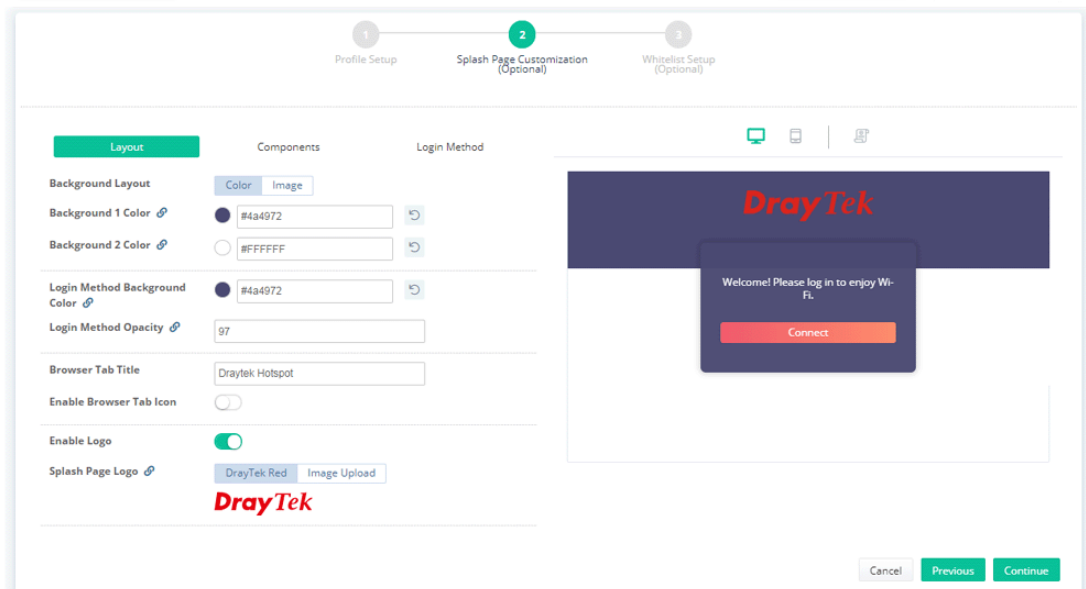 1
2
3
Profile Setup
Splash Page Customization
(Optional)
Whitelist Setup
(Optional)
Layout
Components
Login Method
Background Layout
Color
Image
Background 1 Color
#4a4972
Background 2 Color
#FFFFFF
Login Method Background
Color
#4a4972
Login Method Opacity
97
Browser Tab Title
Draytek Hotspot
Enable Browser Tab Icon
Enable Logo
Splash Page Logo
DrayTek Red
Image Upload
DrayTek
DrayTek
Welcome! Please log in to enjoy Wi-
Fi.
Connect
Cancel
Previous
Continue